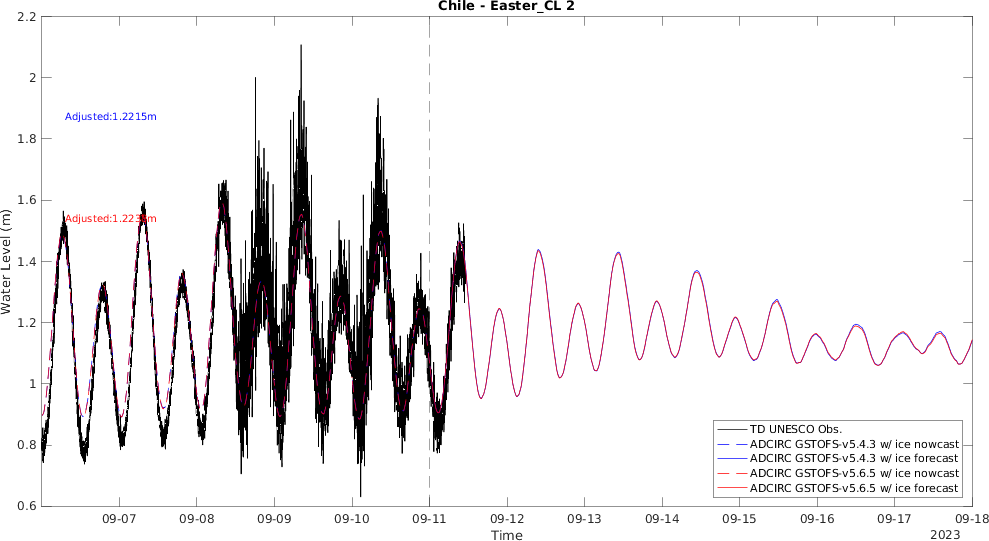 Chile - Easter_CL 2
2.2
2
1.8
1.6
1.4
1.2
1
0.8
0.6
Water Level (m)
Adjusted:1.2215m
TD UNESCO Obs.
ADCIRC GSTOFS-v5.4.3 w/ ice nowcast
ADCIRC GSTOFS-v5.4.3 w/ ice forecast
ADCIRC GSTOFS-v5.6.5 w/ ice nowcast
ADCIRC GSTOFS-v5.6.5 w/ ice forecast
09-07 09-08 09-09 09-10 09-11 09-12 09-13 09-14 09-15 09-16 09-17 09-18
Time
2023